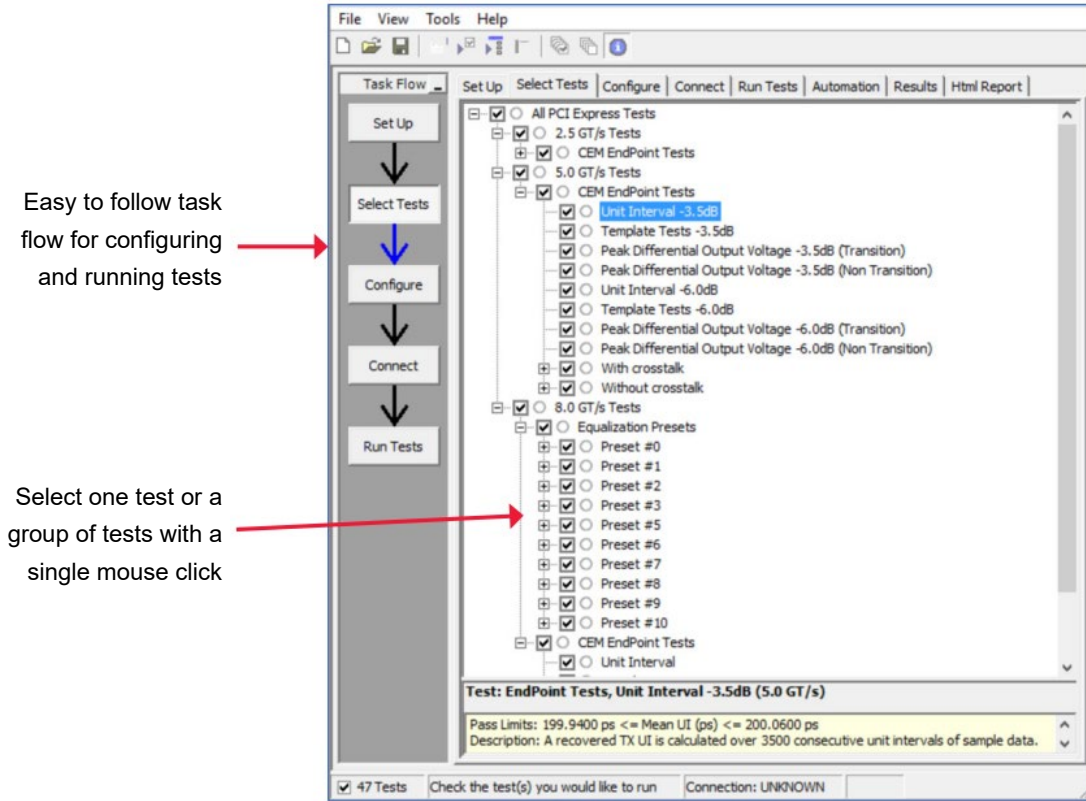 File View Tools Help
Task Flow
Set Up
Select Tests
Configure
Connect
Run Tests
Set Up Select Tests Configure Connect Run Tests Automation Results Html Report
All PCI Express Tests
2.5 GT/s Tests
CEM EndPoint Tests
5.0 GT/s Tests
CEM EndPoint Tests
Unit Interval -3.5dB
Template Tests -3.5dB
Peak Differential Output Voltage -3.5dB (Transition)
Peak Differential Output Voltage -3.5dB (Non Transition)
Unit Interval -6.0dB
Template Tests -6.0dB
Peak Differential Output Voltage -6.0dB (Transition)
Peak Differential Output Voltage -6.0dB (Non Transition)
With crosstalk
Without crosstalk
8.0 GT/s Tests
Equalization Presets
Preset #0
Preset #1
Preset #2
Preset #3
Preset #5
Preset #6
Preset #7
Preset #8
Preset #9
Preset #10
CEM EndPoint Tests
Unit Interval
Test: EndPoint Tests, Unit Interval -3.5dB (5.0 GT/s)
Pass Limits: 199.9400 ps <= Mean UI (ps) <= 200.0600 ps
Description: A recovered TX UI is calculated over 3500 consecutive unit intervals of sample data.
47 Tests Check the test(s) you would like to run Connection: UNKNOWN
Easy to follow task
flow for configuring
and running tests
Select one test or a
group of tests with a
single mouse click